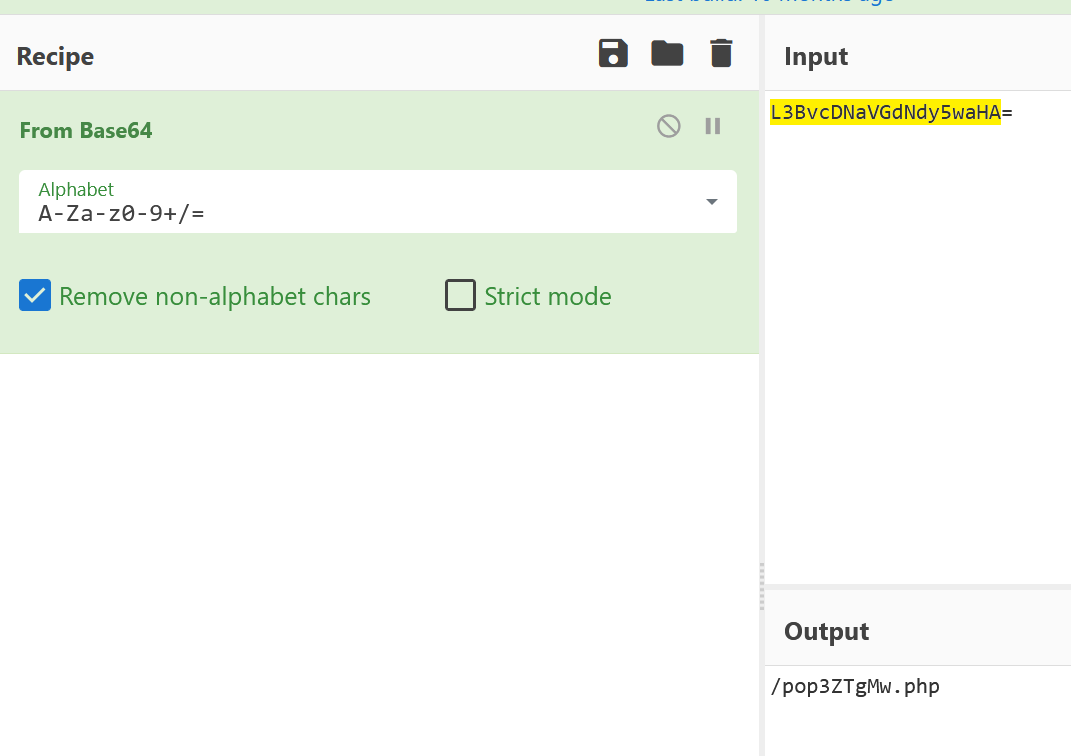 Last build: 10 months ago
Recipe
Input
From Base64
Alphabet
A-Za-z0-9+/=
Remove non-alphabet chars
Strict mode
L3BvcDNaVGdNdy5waHA=
Output
/pop3ZTgMw.php